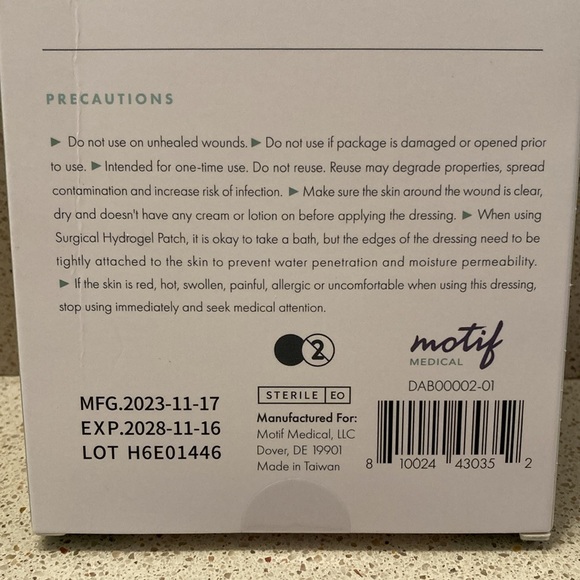 PRECAUTIONS
▶ Do not use on unhealed wounds. ▶ Do not use if package is damaged or opened prior
to use. ▶ Intended for one-time use. Do not reuse. Reuse may degrade properties, spread
contamination and increase risk of infection. ▶ Make sure the skin around the wound is clear,
dry and doesn't have any cream or lotion on before applying the dressing. ▶ When using
Surgical Hydrogel Patch, it is okay to take a bath, but the edges of the dressing need to be
tightly attached to the skin to prevent water penetration and moisture permeability.
▶ If the skin is red, hot, swollen, painful, allergic or uncomfortable when using this dressing,
stop using immediately and seek medical attention.
2
motif
MEDICAL
DAB00002-01
MFG.2023-11-17
EXP.2028-11-16
LOT H6E01446
STERILE EO
Manufactured For:
Motif Medical, LLC
Dover, DE 19901
Made in Taiwan
8 10024 43035 2